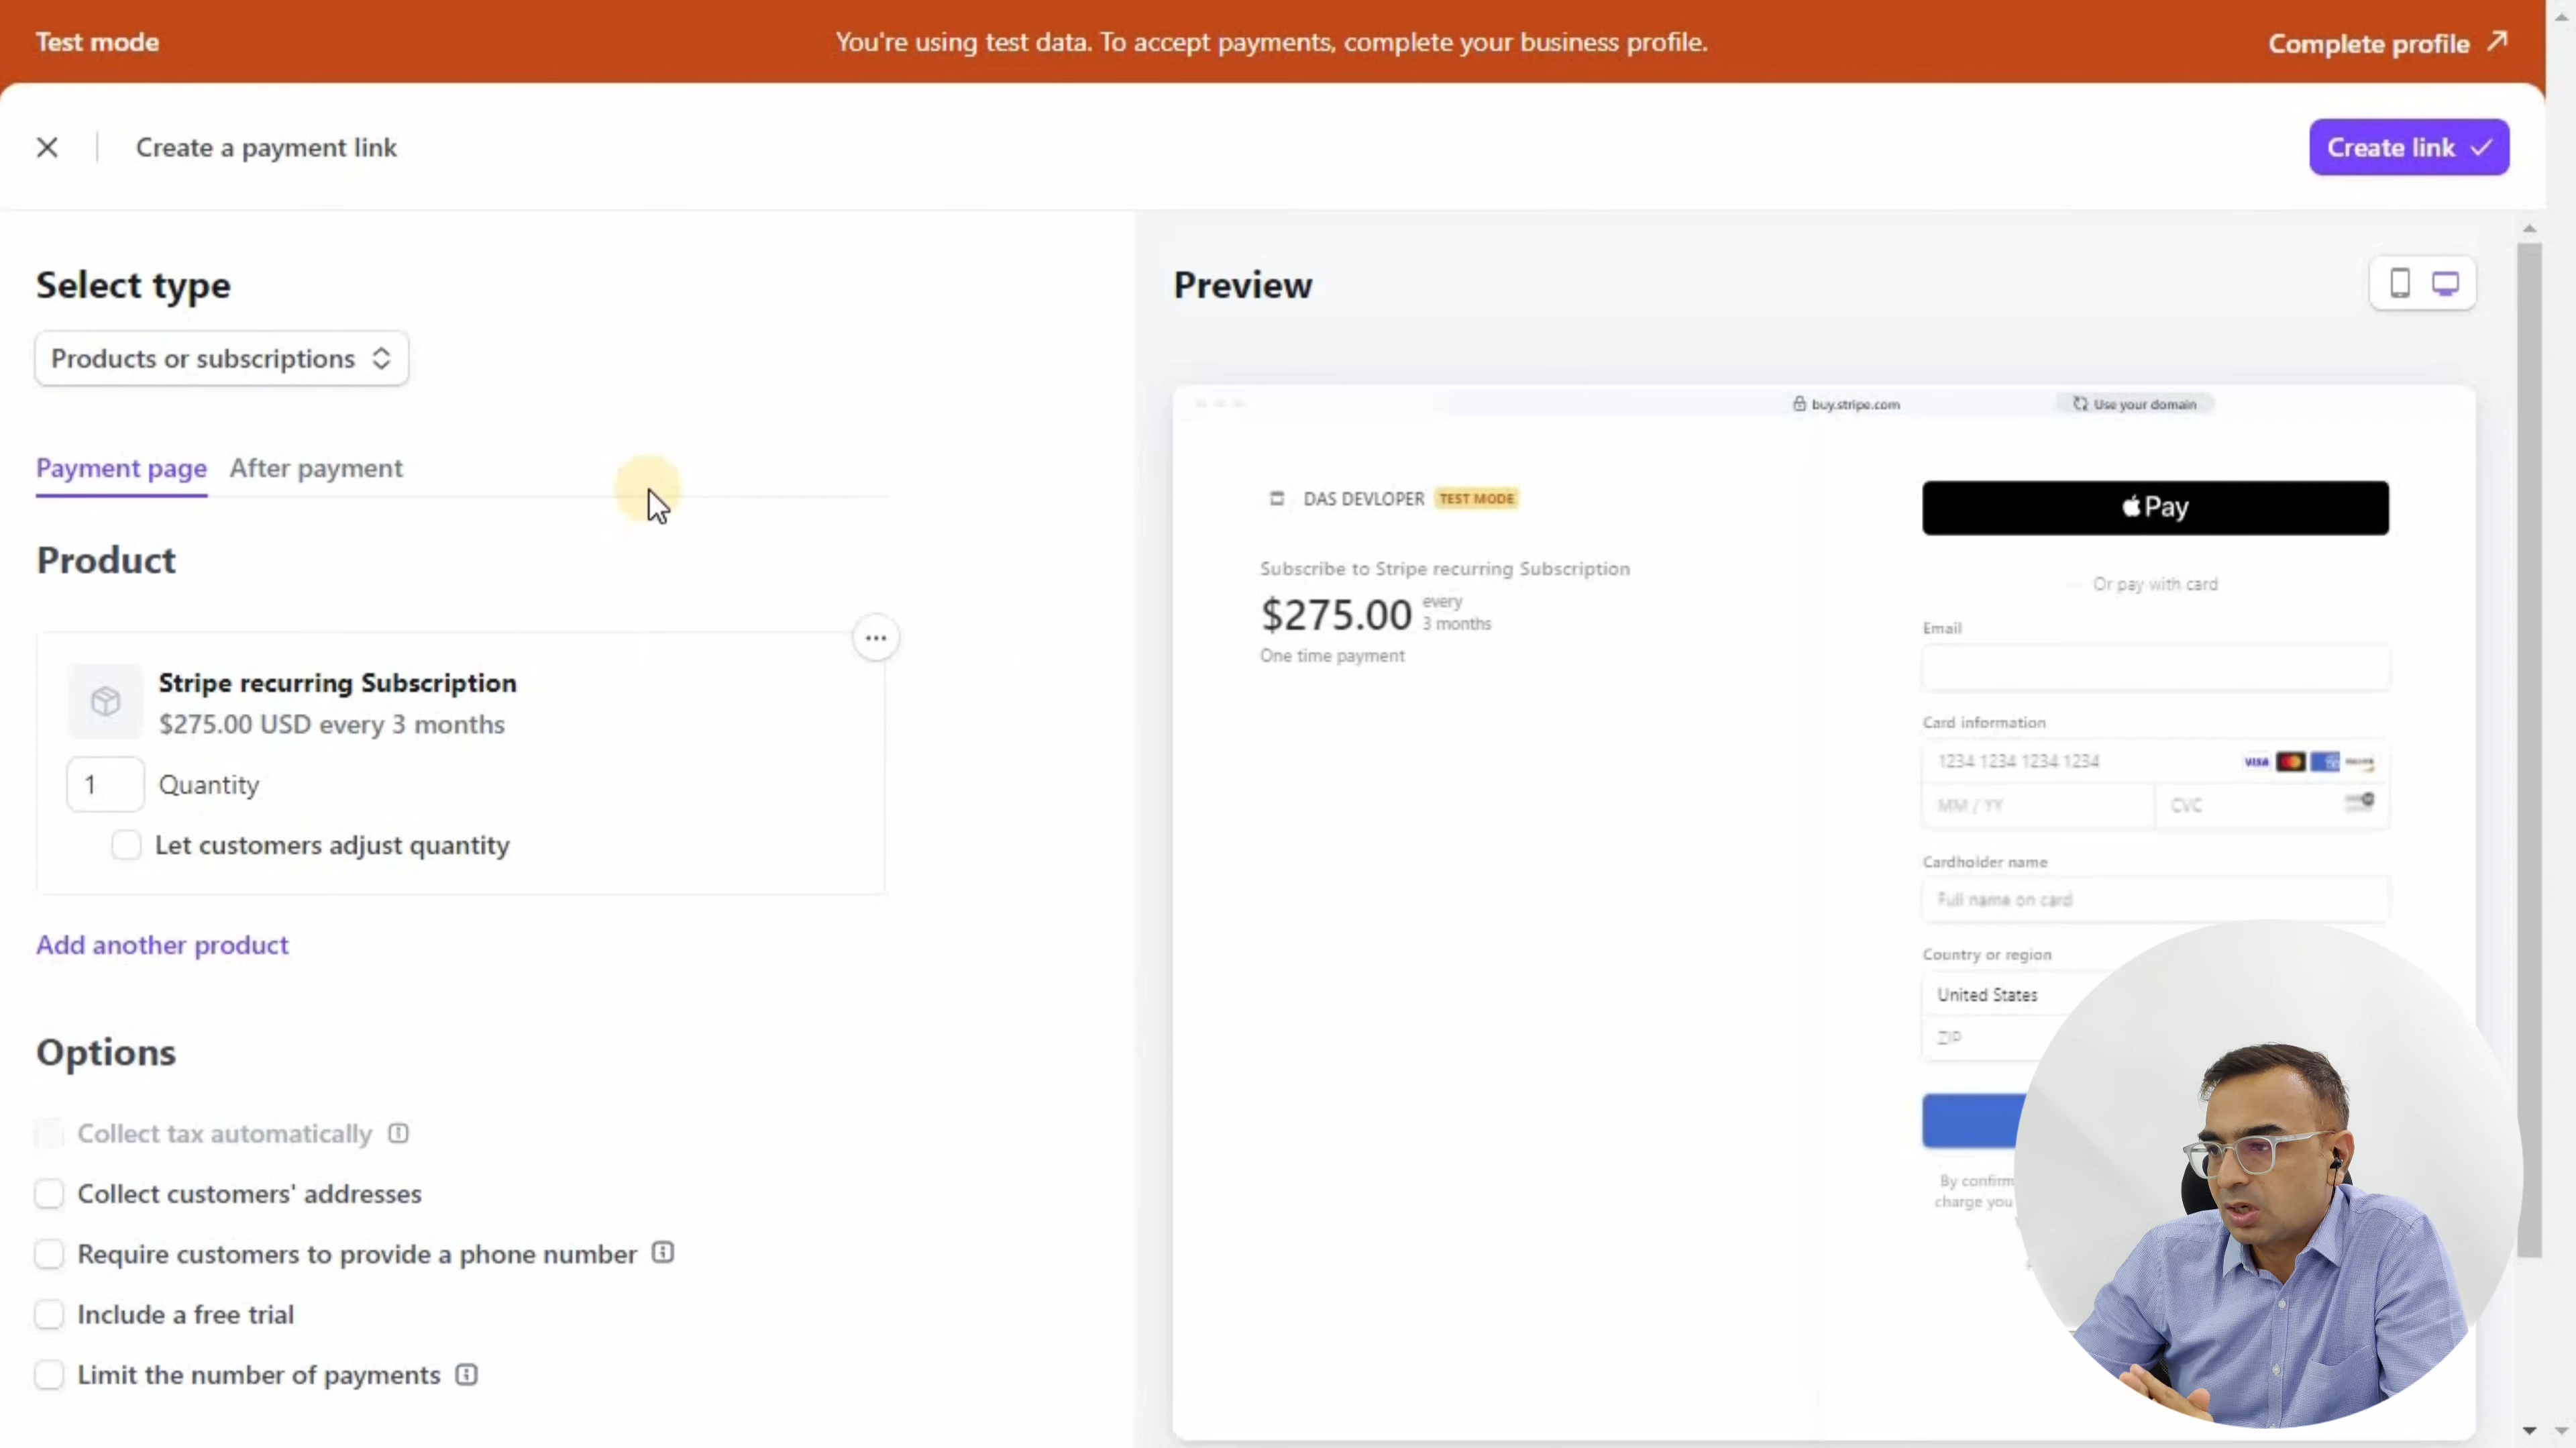 Test mode
You're using test data. To accept payments, complete your business profile.
Complete profile
Create a payment link
Create link
Select type
Products or subscriptions
Payment page
After payment
Product
Stripe recurring Subscription
$275.00 USD every 3 months
1
Quantity
Let customers adjust quantity
Add another product
Options
Collect tax automatically
Collect customers' addresses
Require customers to provide a phone number
Include a free trial
Limit the number of payments
Preview
buy.stripe.com
Use your domain
DAS DEVLOPER
TEST MODE
Subscribe to Stripe recurring Subscription
$275.00
every
3 months
One time payment
Pay
Or pay with card
Email
Card information
1234 1234 1234 1234
VISA
MM / YY
CVC
Cardholder name
Full name on card
Country or region
United States
ZIP
By confirm
charge you